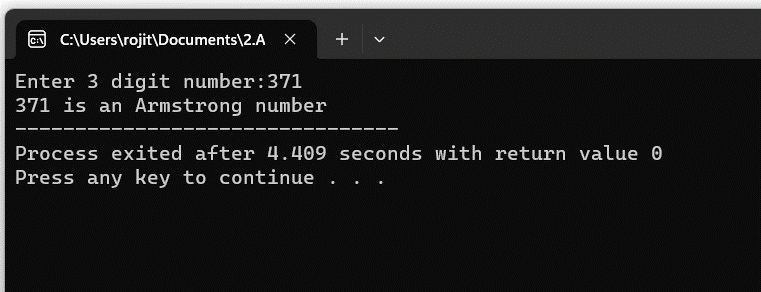 C:\Users\rojit\Documents\2.A
Enter 3 digit number:371
371 is an Armstrong number
--------------------------------
Process exited after 4.409 seconds with return value 0
Press any key to continue . . .